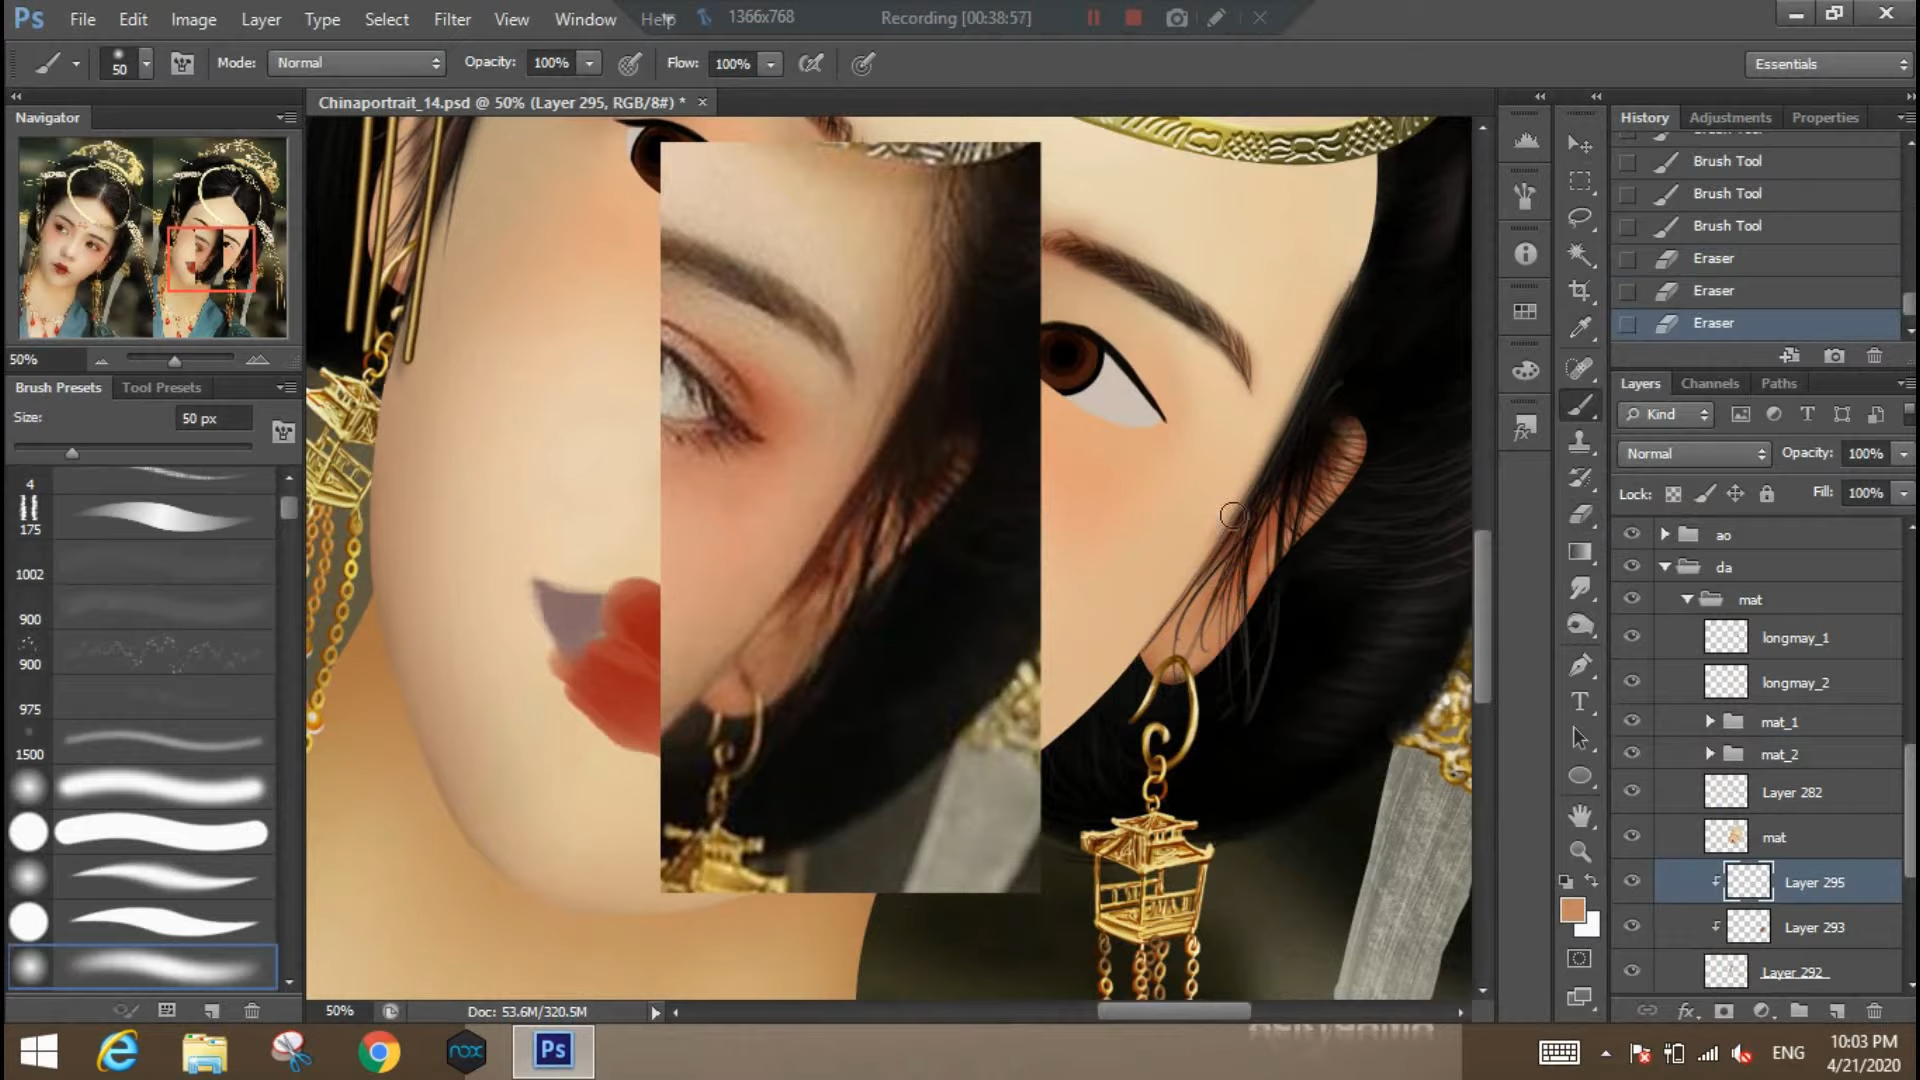 Ps File Edit Image Layer Type Select Filter View Window Help 1366x768 Recording [00:38:57]
50 Mode: Normal Opacity: 100% Flow: 100% Essentials
Chinaportrait_14.psd @ 50% (Layer 295, RGB/8#) *
Navigator
50%
Brush Presets Tool Presets
Size: 50 px
4
175
1002
900
900
975
1500
50% Doc: 53.6M/320.5M
History Adjustments Properties
Brush Tool
Brush Tool
Brush Tool
Brush Tool
Eraser
Eraser
Eraser
Layers Channels Paths
Kind
Normal Opacity: 100%
Lock: Fill: 100%
ao
da
mat
longmay_1
longmay_2
mat_1
mat_2
Layer 282
mat
Layer 295
Layer 293
Layer 292
nox
Ps
ENG
10:03 PM
4/21/2020